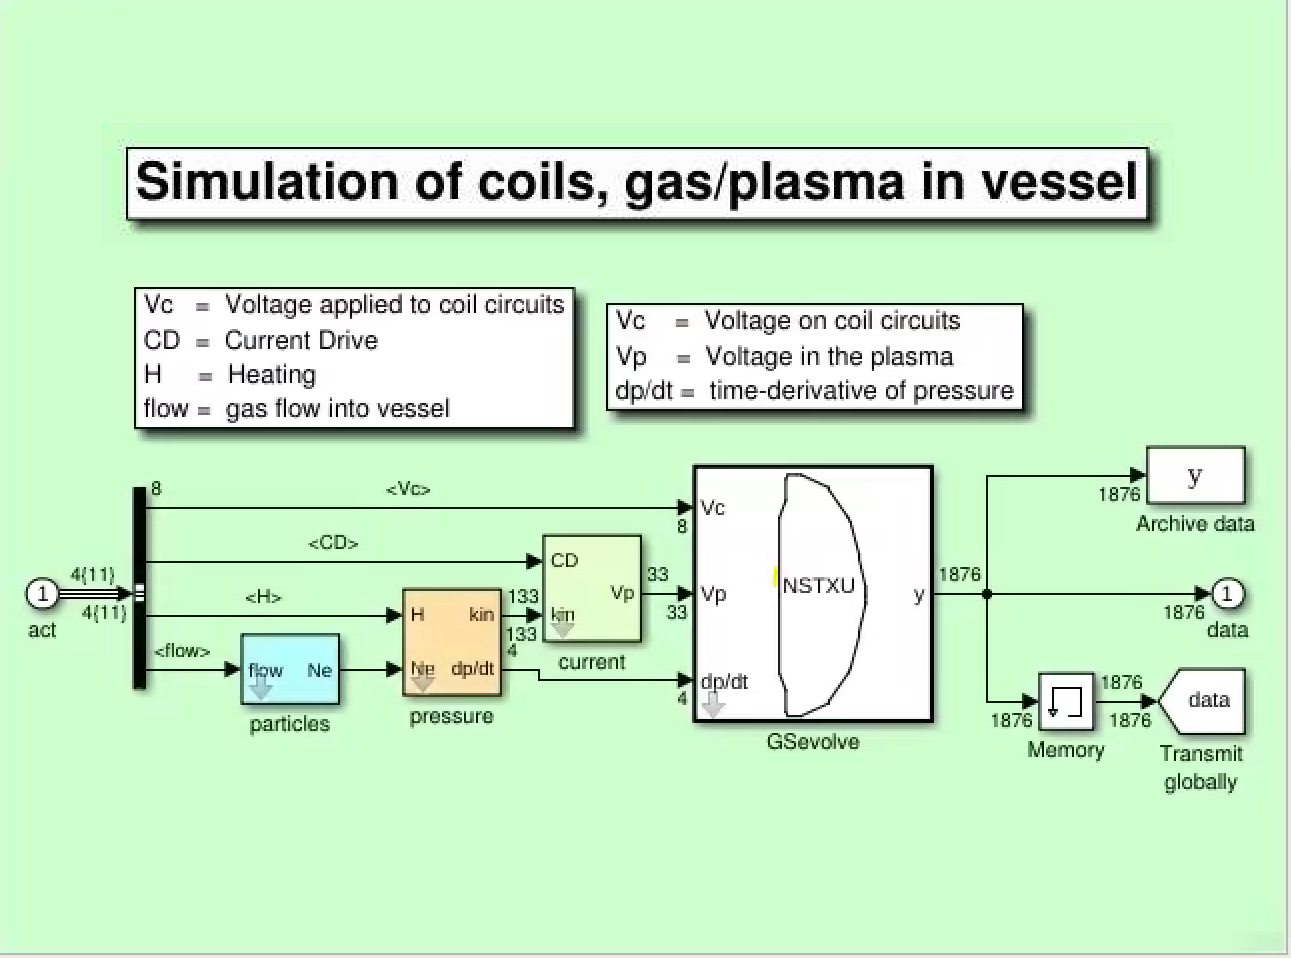 Simulation of coils, gas/plasma in vessel
Vc = Voltage applied to coil circuits
CD = Current Drive
H = Heating
flow = gas flow into vessel
Vc = Voltage on coil circuits
Vp = Voltage in the plasma
dp/dt = time-derivative of pressure
1
act
4{11}
4{11}
8
<Vc>
<CD>
<H>
<flow>
flow Ne
particles
H kin
Ne dp/dt
pressure
133
133
4
CD
Vp
kin
current
33
33
8
4
Vc
Vp
dp/dt
NSTXU
y
GSevolve
1876
1876
y
Archive data
1876
1
data
1876
Memory
1876
1876
data
Transmit
globally